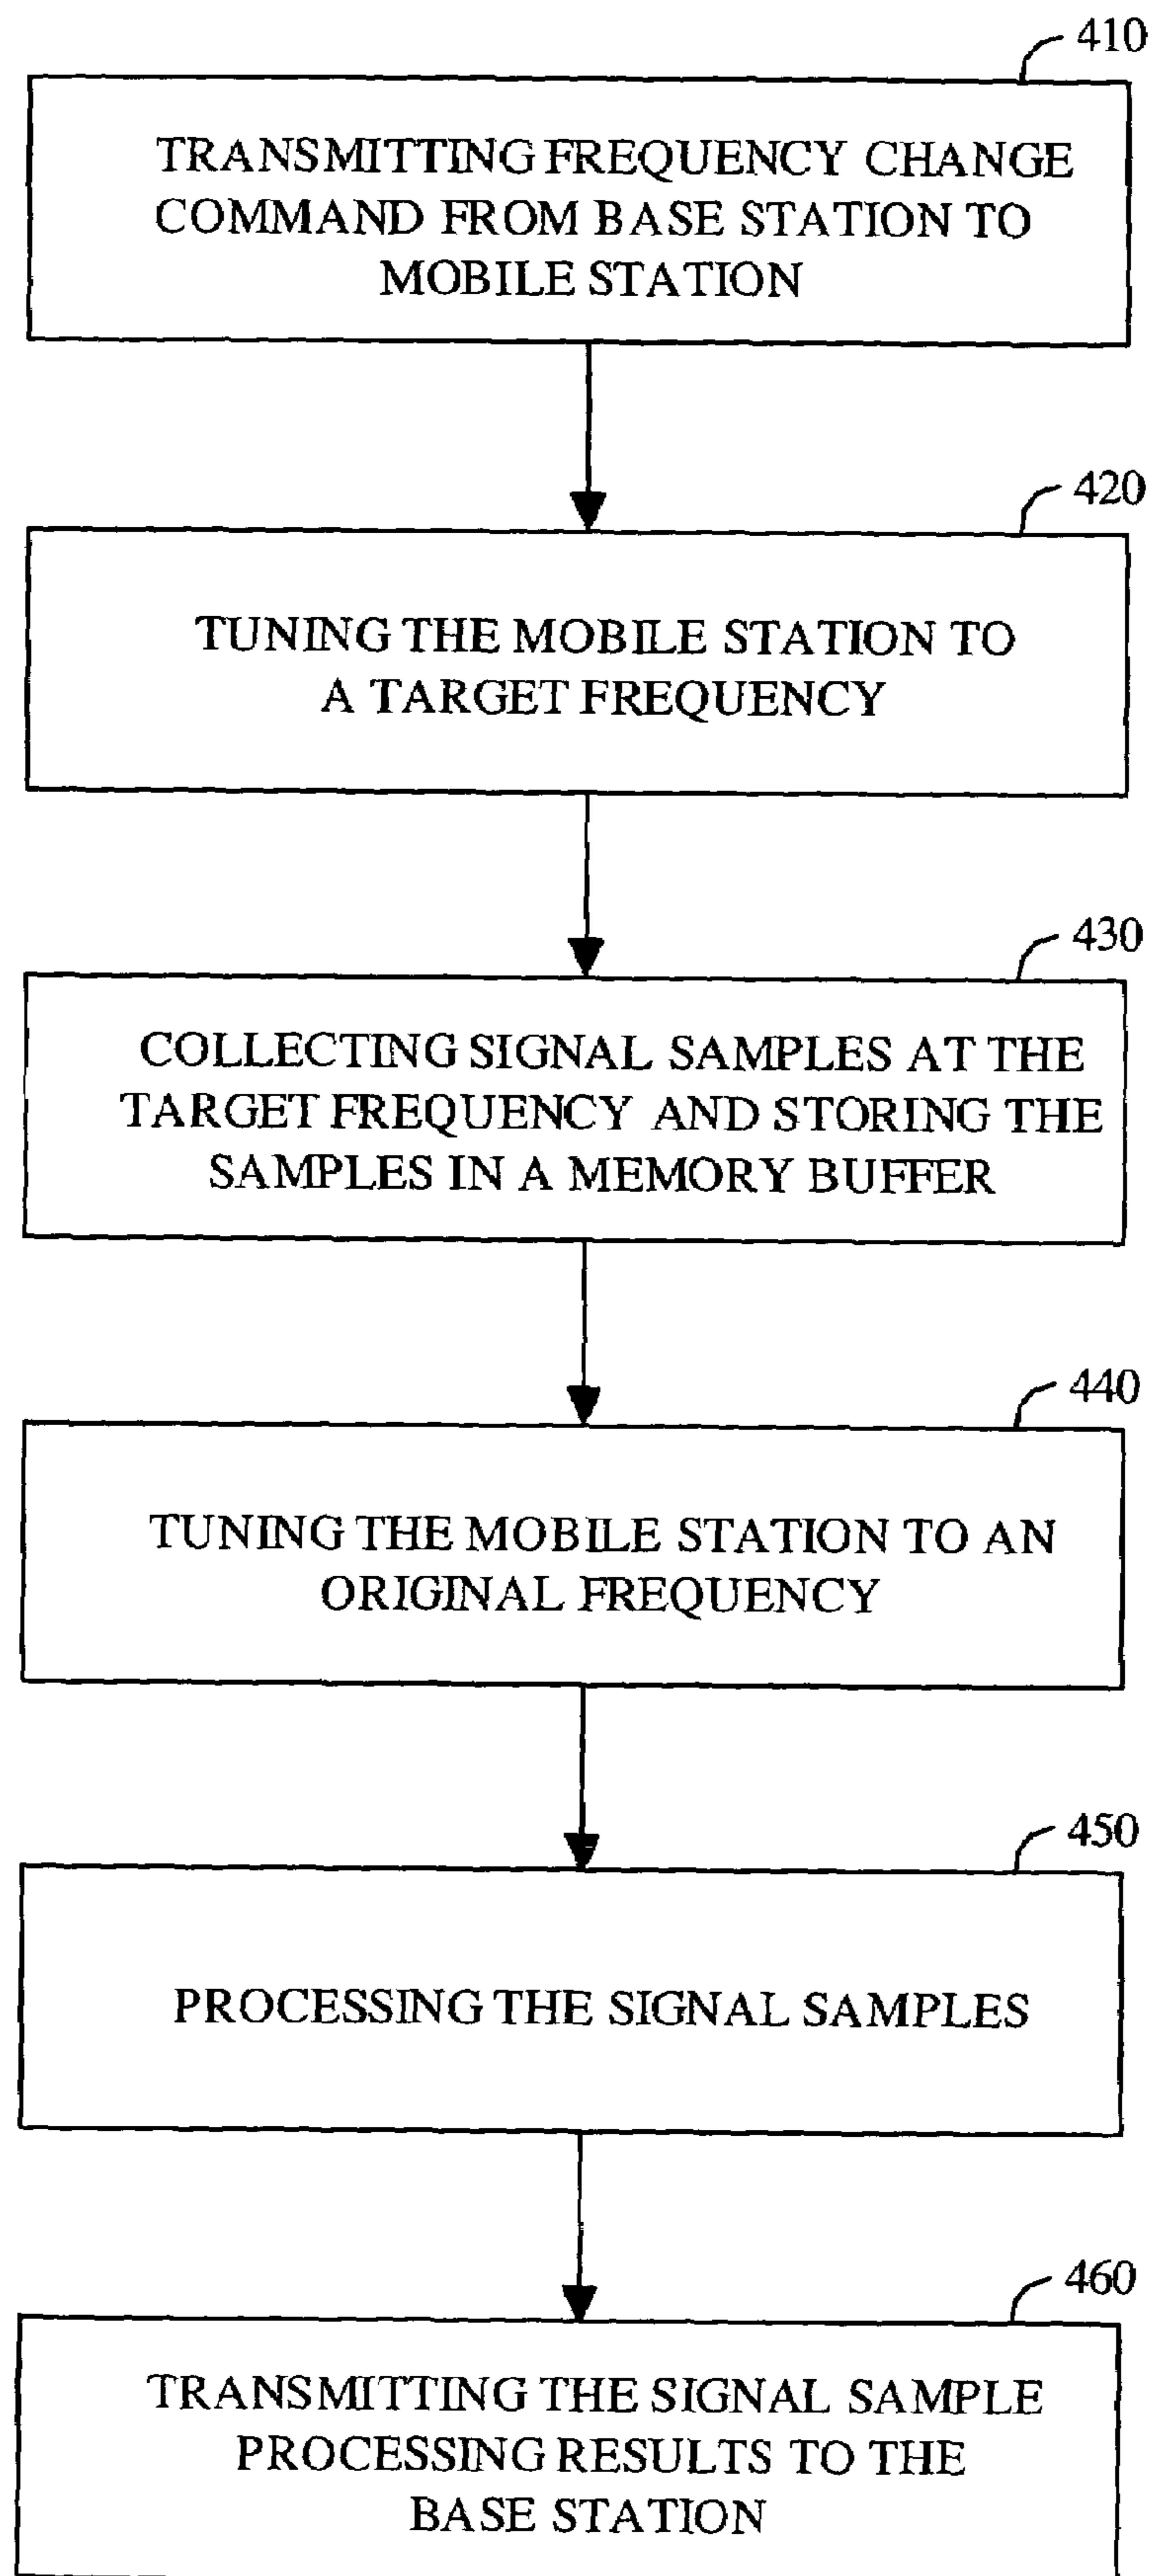 410
TRANSMITTING FREQUENCY CHANGE
COMMAND FROM BASE STATION TO
MOBILE STATION
420
TUNING THE MOBILE STATION TO
A TARGET FREQUENCY
430
COLLECTING SIGNAL SAMPLES AT THE
TARGET FREQUENCY AND STORING THE
SAMPLES IN A MEMORY BUFFER
440
TUNING THE MOBILE STATION TO AN
ORIGINAL FREQUENCY
450
PROCESSING THE SIGNAL SAMPLES
460
TRANSMITTING THE SIGNAL SAMPLE
PROCESSING RESULTS TO THE
BASE STATION